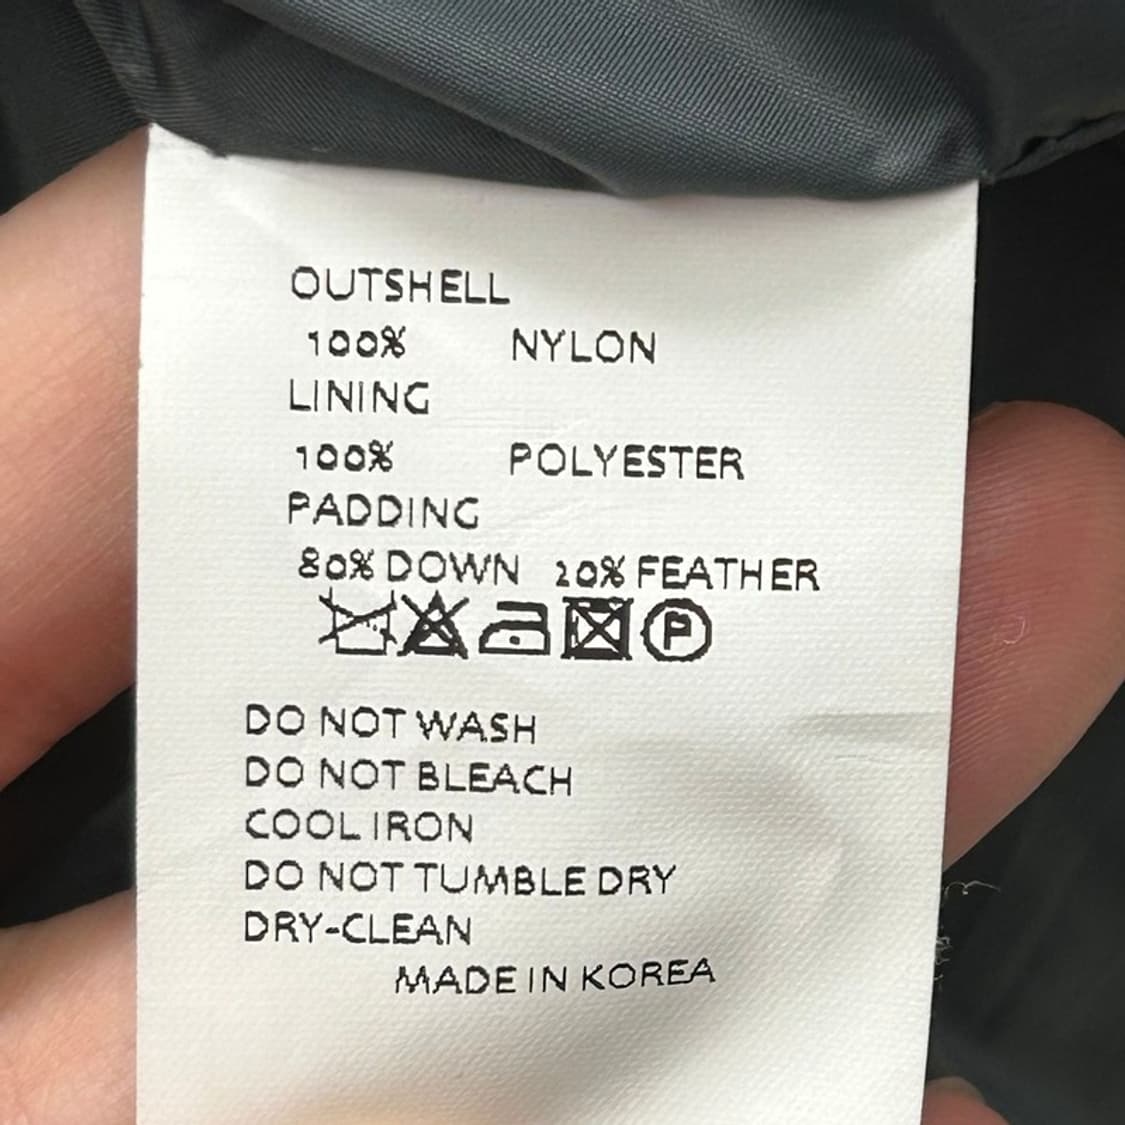 OUTSHELL
100% NYLON
LINING
100% POLYESTER
PADDING
80% DOWN 20% FEATHER
P
DO NOT WASH
DO NOT BLEACH
COOL IRON
DO NOT TUMBLE DRY
DRY-CLEAN
MADE IN KOREA